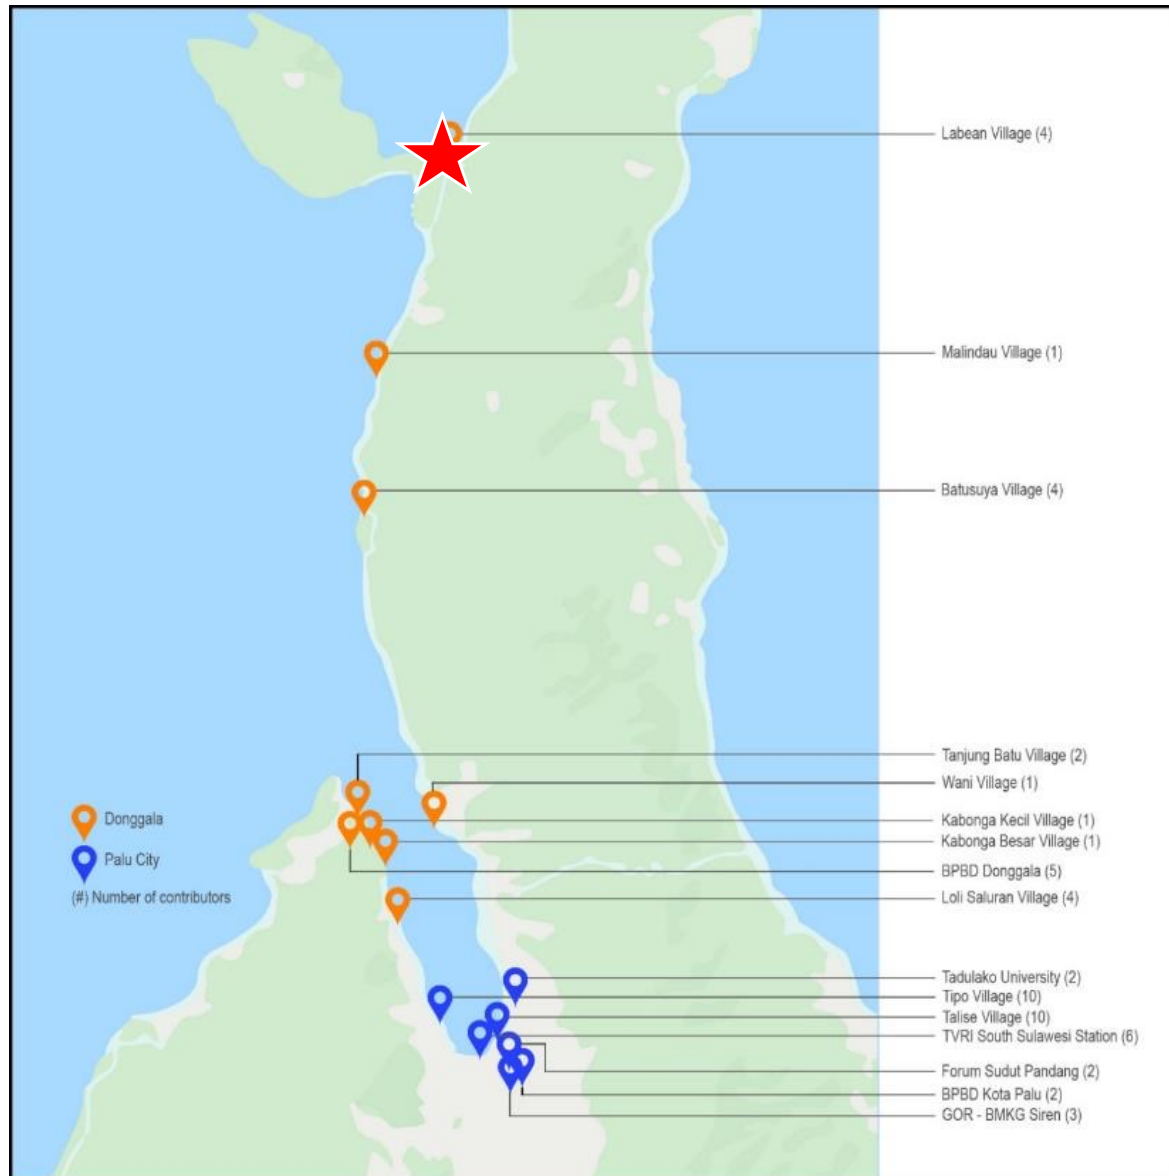 Labean Village (4)
Malindau Village (1)
Batusuya Village (4)
Tanjung Batu Village (2)
Wani Village (1)
Kabonga Kecil Village (1)
Kabonga Besar Village (1)
BPBD Donggala (5)
Loli Saluran Village (4)
Tadulako University (2)
Tipo Village (10)
Talise Village (10)
TVRI South Sulawesi Station (6)
Forum Sudut Pandang (2)
BPBD Kota Palu (2)
GOR - BMKG Siren (3)
Donggala
Palu City
(#) Number of contributors